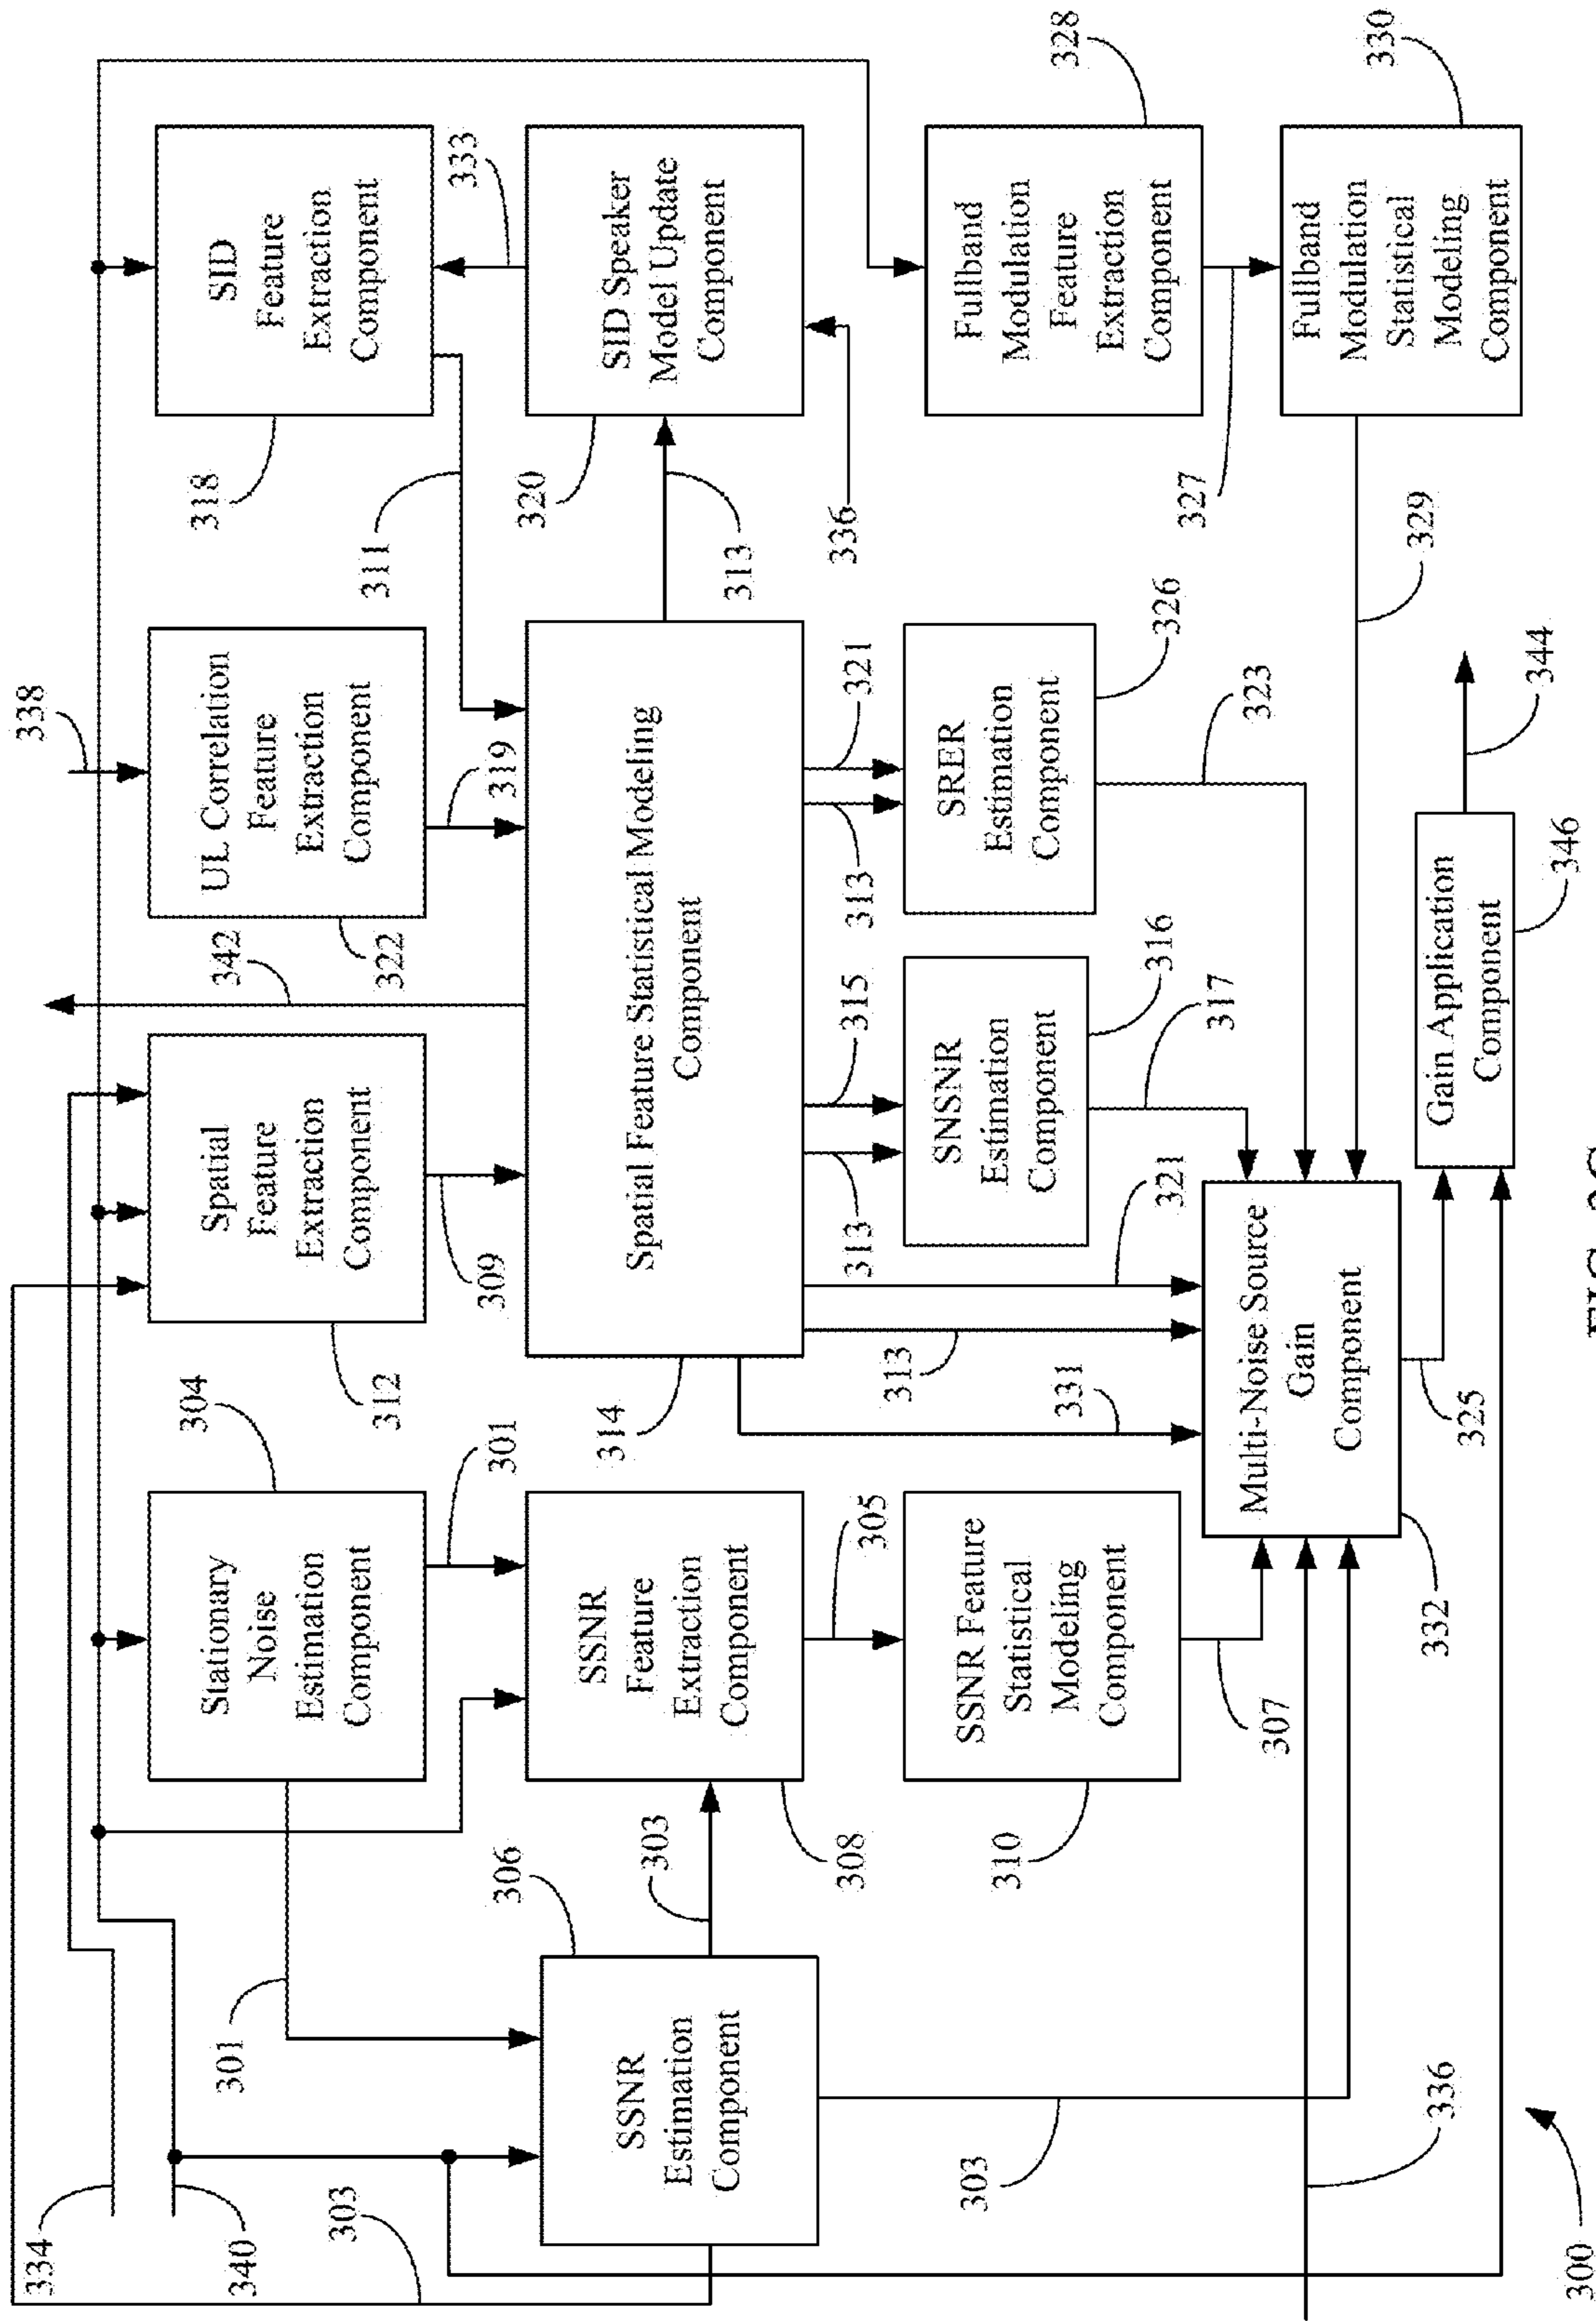 334
340
303
301
304
312
342
322
338
318
Stationary
Noise
Estimation
Component
Spatial
Feature
Extraction
Component
UL Correlation
Feature
Extraction
Component
SID
Feature
Extraction
Component
306
303
301
309
319
311
333
SSNR
Estimation
Component
SSNR
Feature
Extraction
Component
Spatial Feature Statistical Modeling
Component
SID Speaker
Model Update
Component
308
314
320
313
336
303
305
331
313
321
313
315
313
321
310
SSNR Feature
Statistical
Modeling
Component
SNSNR
Estimation
Component
SRER
Estimation
Component
Fullband
Modulation
Feature
Extraction
Component
316
326
328
307
317
323
327
336
Multi-Noise Source
Gain
Component
Fullband
Modulation
Statistical
Modeling
Component
329
330
332
325
Gain Application
Component
346
344
300